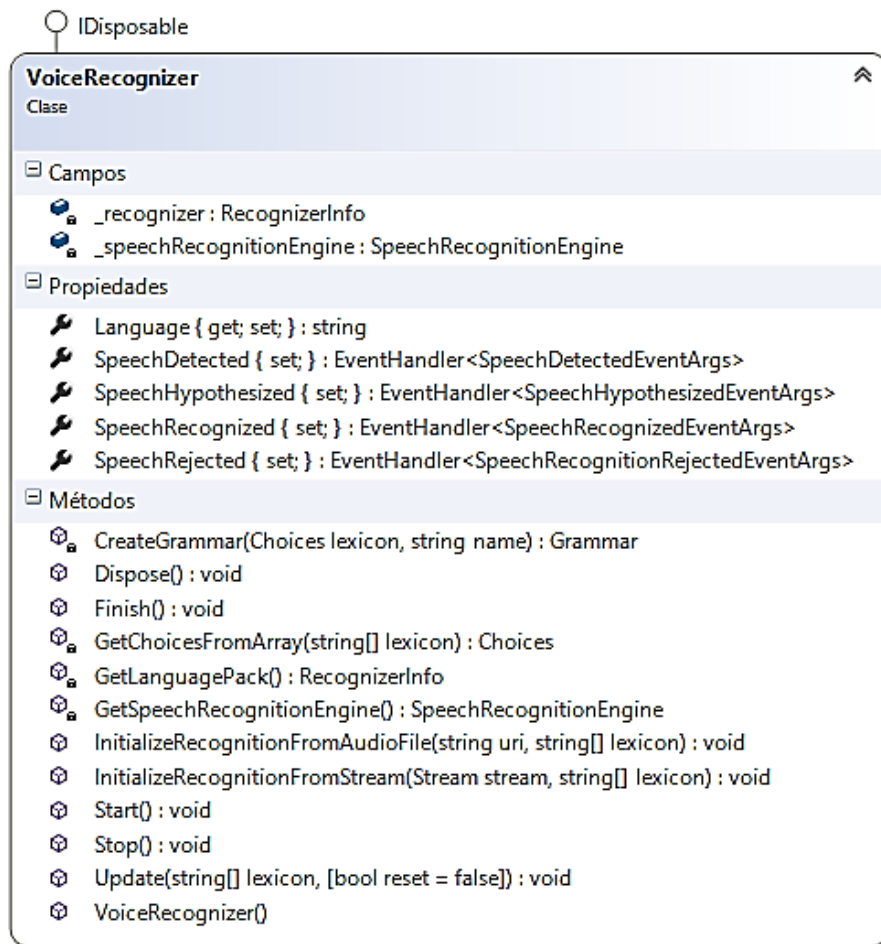 IDisposable
VoiceRecognizer
Clase
Campos
_recognizer : RecognizerInfo
_speechRecognitionEngine : SpeechRecognitionEngine
Propiedades
Language { get; set; } : string
SpeechDetected { set; } : EventHandler<SpeechDetectedEventArgs>
SpeechHypothesized { set; } : EventHandler<SpeechHypothesizedEventArgs>
SpeechRecognized { set; } : EventHandler<SpeechRecognizedEventArgs>
SpeechRejected { set; } : EventHandler<SpeechRecognitionRejectedEventArgs>
Métodos
CreateGrammar(Choices lexicon, string name) : Grammar
Dispose() : void
Finish() : void
GetChoicesFromArray(string[] lexicon) : Choices
GetLanguagePack() : RecognizerInfo
GetSpeechRecognitionEngine() : SpeechRecognitionEngine
InitializeRecognitionFromAudioFile(string uri, string[] lexicon) : void
InitializeRecognitionFromStream(Stream stream, string[] lexicon) : void
Start() : void
Stop() : void
Update(string[] lexicon, [bool reset = false]) : void
VoiceRecognizer()